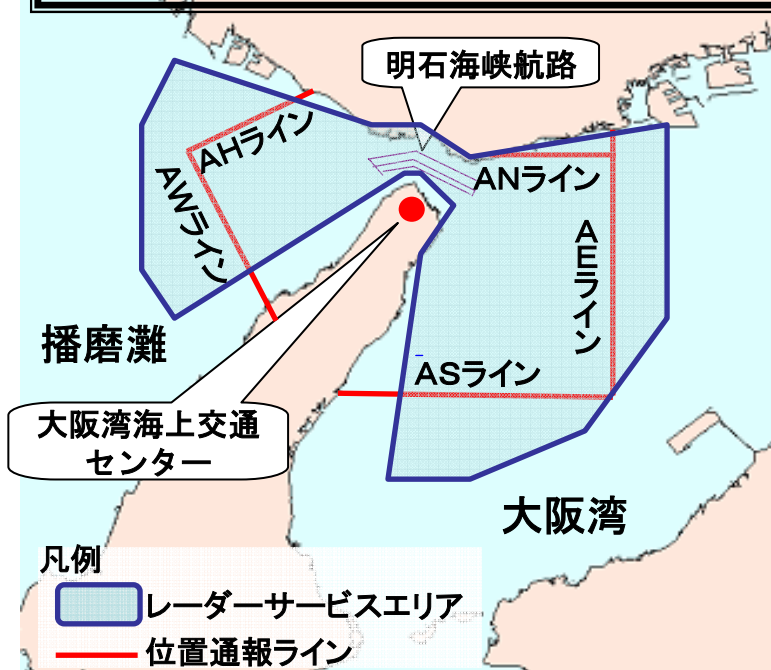 明石海峡航路
AHライン
AWライン
ANライン
AEライン
播磨灘
ASライン
大阪湾海上交通
センター
大阪湾
凡例
レーダーサービスエリア
位置通報ライン